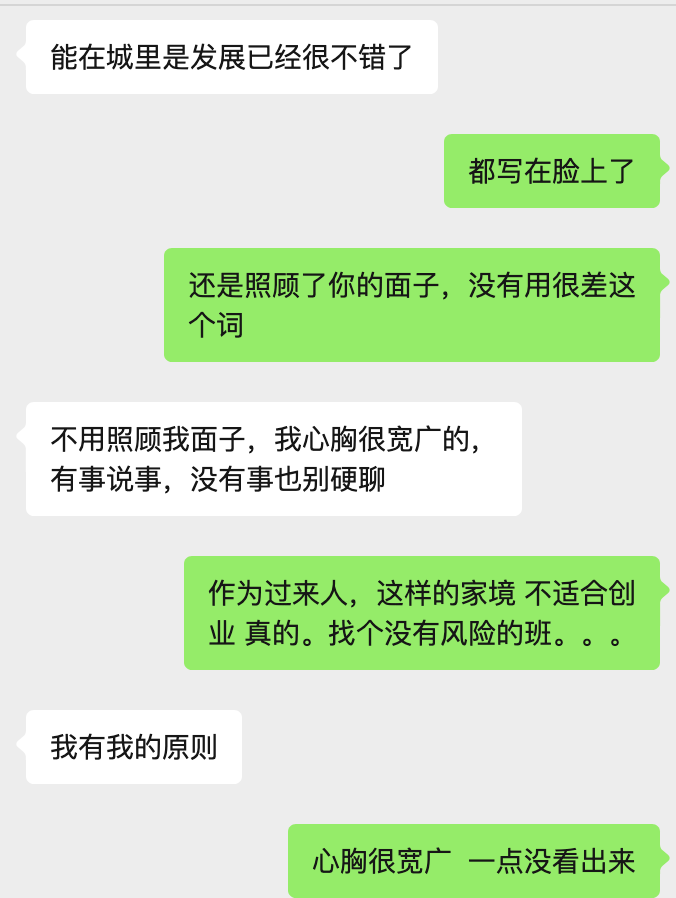 能在城里是发展已经很不错了
都写在脸上了
还是照顾了你的面子，没有用很差这
个词
不用照顾我面子，我心胸很宽广的，
有事说事，没有事也别硬聊
作为过来人，这样的家境 不适合创
业 真的。找个没有风险的班。。。
我有我的原则
心胸很宽广  一点没看出来